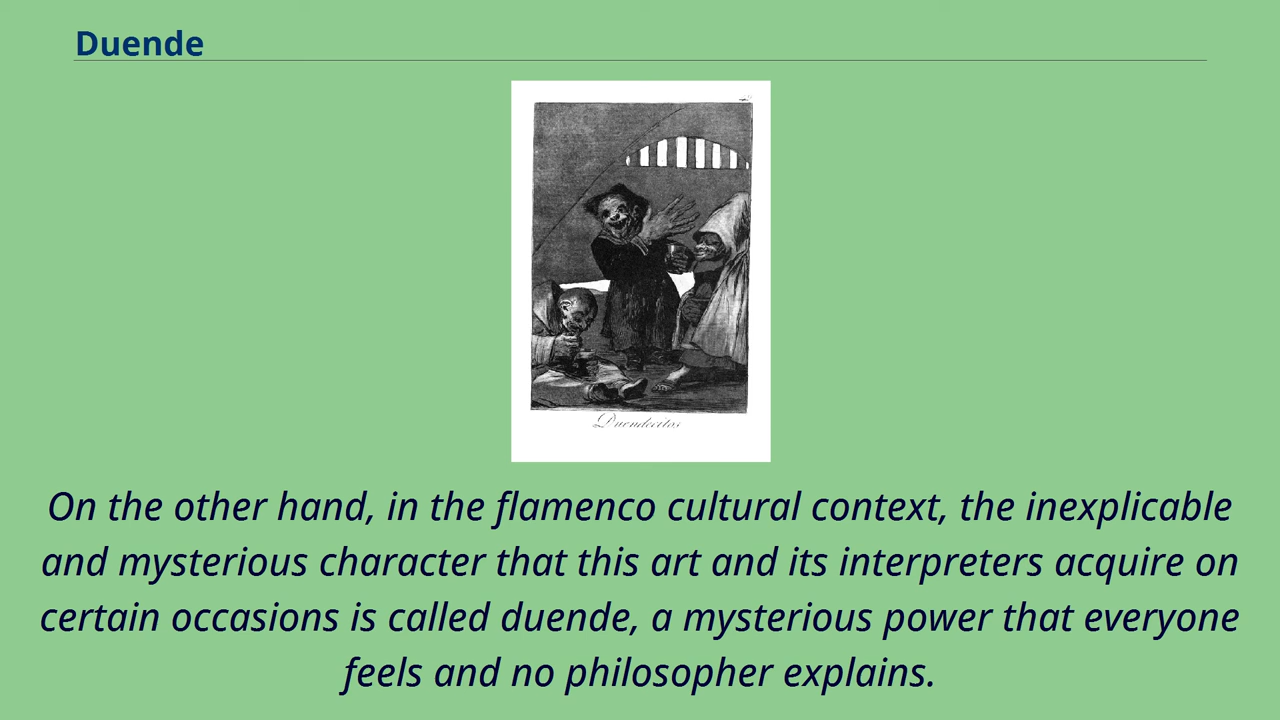 Duende
Duendecitos
On the other hand, in the flamenco cultural context, the inexplicable
and mysterious character that this art and its interpreters acquire on
certain occasions is called duende, a mysterious power that everyone
feels and no philosopher explains.